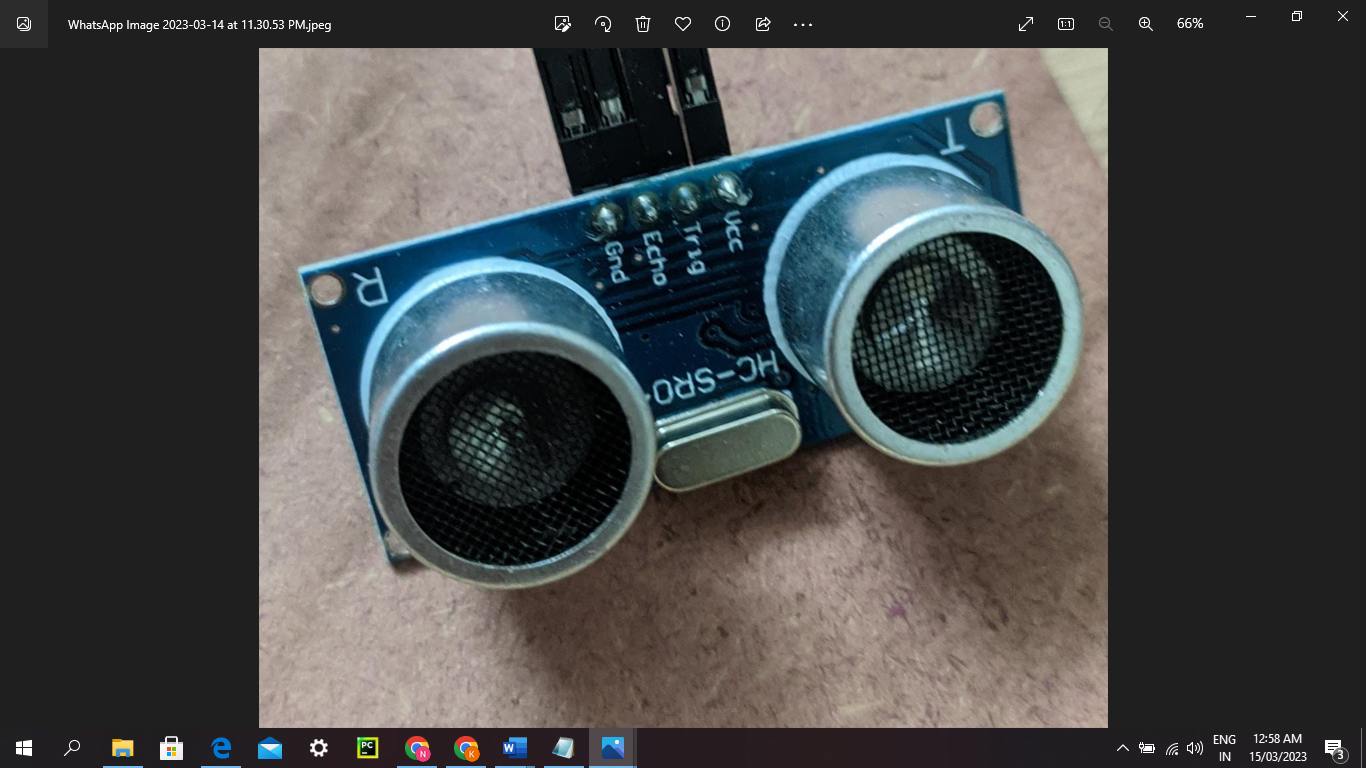 WhatsApp Image 2023-03-14 at 11.30.53 PM.jpeg
66%
T
R
Vcc
Trig
Echo
Gnd
HC-SR0
PC
N
K
W
ENG
IN
12:58 AM
15/03/2023
3